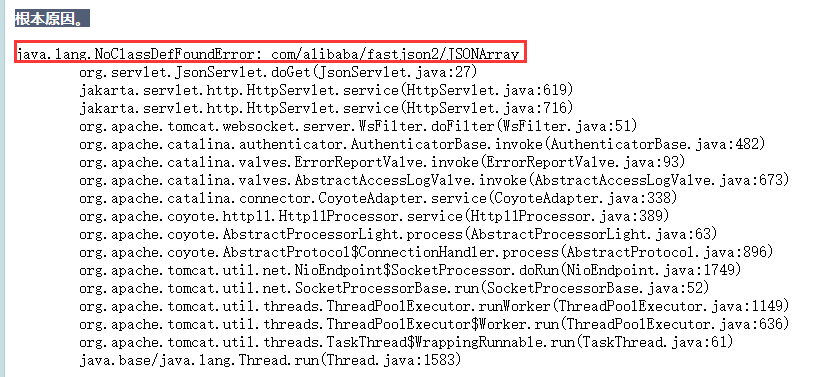 根本原因。
java.lang.NoClassDefFoundError: com/alibaba/fastjson2/JSONArray
org.servlet.JsonServlet.doGet(JsonServlet.java:27)
jakarta.servlet.http.HttpServlet.service(HttpServlet.java:619)
jakarta.servlet.http.HttpServlet.service(HttpServlet.java:716)
org.apache.tomcat.websocket.server.WsFilter.doFilter(WsFilter.java:51)
org.apache.catalina.authenticator.AuthenticatorBase.invoke(AuthenticatorBase.java:482)
org.apache.catalina.valves.ErrorReportValve.invoke(ErrorReportValve.java:93)
org.apache.catalina.valves.AbstractAccessLogValve.invoke(AbstractAccessLogValve.java:673)
org.apache.catalina.connector.CoyoteAdapter.service(CoyoteAdapter.java:338)
org.apache.coyote.http11.Http11Processor.service(Http11Processor.java:389)
org.apache.coyote.AbstractProcessorLight.process(AbstractProcessorLight.java:63)
org.apache.coyote.AbstractProtocol$ConnectionHandler.process(AbstractProtocol.java:896)
org.apache.tomcat.util.net.NioEndpoint$SocketProcessor.doRun(NioEndpoint.java:1749)
org.apache.tomcat.util.net.SocketProcessorBase.run(SocketProcessorBase.java:52)
org.apache.tomcat.util.threads.ThreadPoolExecutor.runWorker(ThreadPoolExecutor.java:1149)
org.apache.tomcat.util.threads.ThreadPoolExecutor$Worker.run(ThreadPoolExecutor.java:636)
org.apache.tomcat.util.threads.TaskThread$WrappingRunnable.run(TaskThread.java:61)
java.base/java.lang.Thread.run(Thread.java:1583)